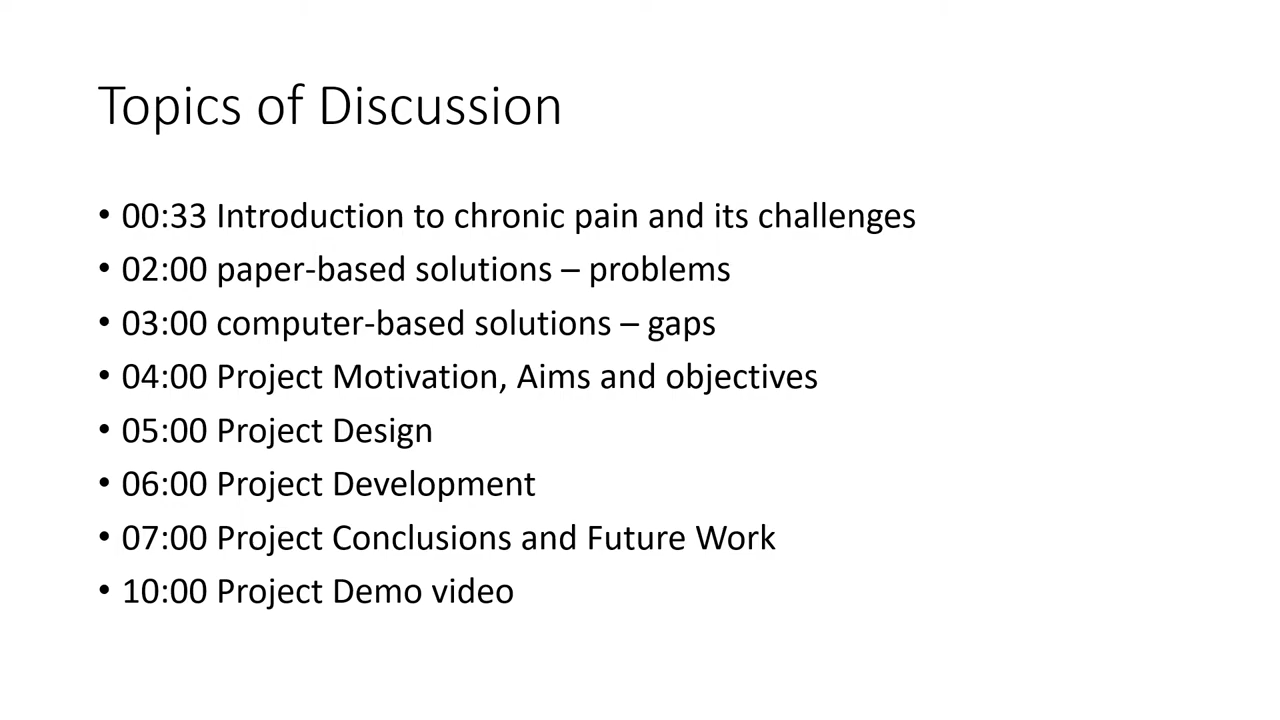 Topics of Discussion
• 00:33 Introduction to chronic pain and its challenges
• 02:00 paper-based solutions – problems
• 03:00 computer-based solutions – gaps
• 04:00 Project Motivation, Aims and objectives
• 05:00 Project Design
• 06:00 Project Development
• 07:00 Project Conclusions and Future Work
• 10:00 Project Demo video